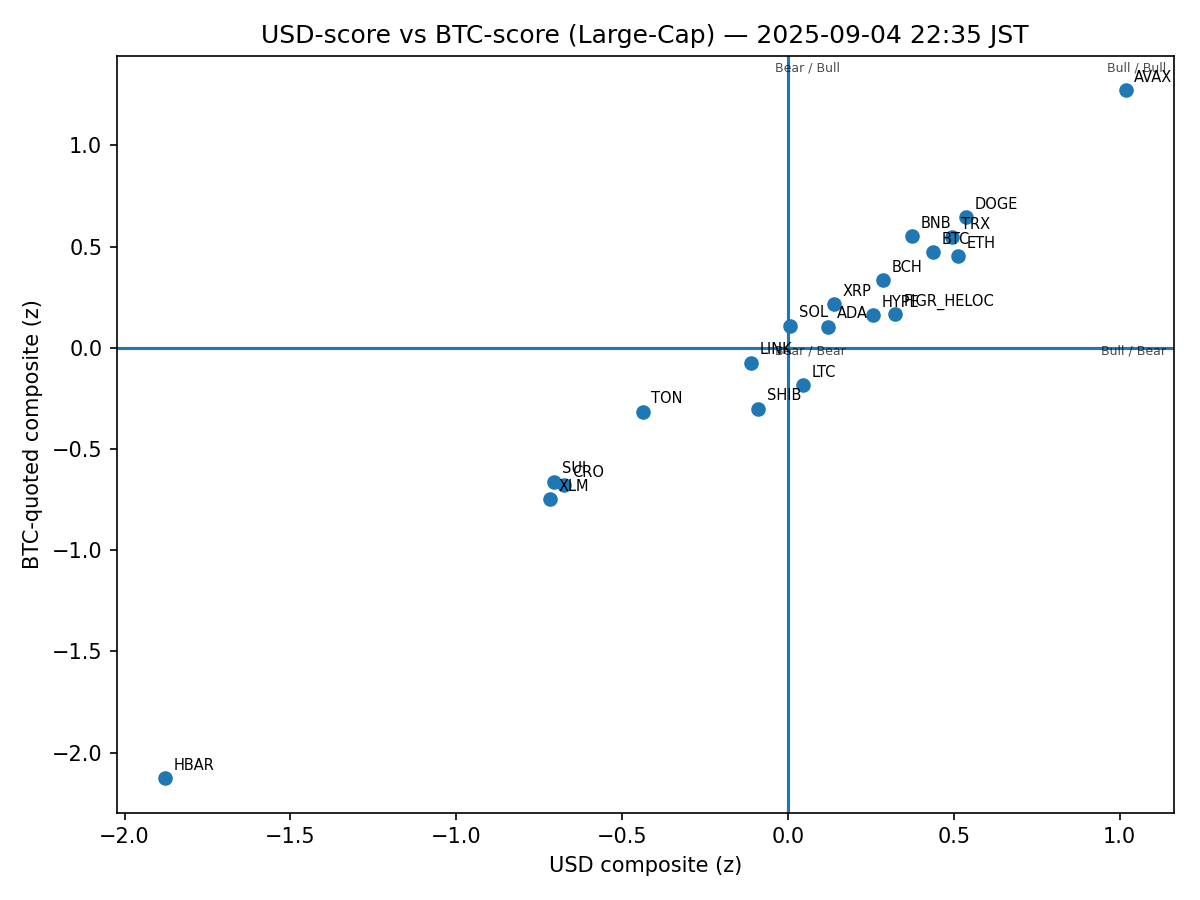 USD-score vs BTC-score (Large-Cap) — 2025-09-04 22:35 JST
Bear / Bull
Bull / Bull
AVAX
DOGE
BNB
TRX
BTC
ETH
BCH
XRP
HYPE
FIGR_HELOC
SOL
ADA
LINK
Bear / Bear
Bull / Bear
LTC
SHIB
TON
SUI
CRO
XLM
HBAR
1.0
0.5
0.0
−0.5
−1.0
−1.5
−2.0
BTC-quoted composite (z)
−2.0
−1.5
−1.0
−0.5
0.0
0.5
1.0
USD composite (z)